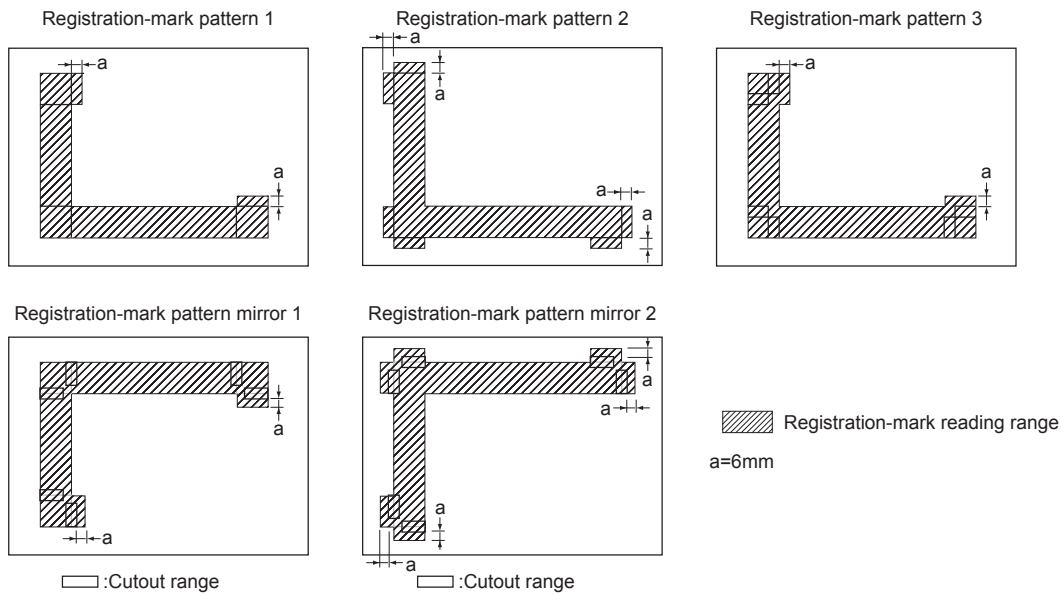 Registration-mark pattern 1
Registration-mark pattern 2
Registration-mark pattern 3
a
a
a
a
a
a
a
a
Registration-mark pattern mirror 1
Registration-mark pattern mirror 2
a
a
a
a
a
a
Registration-mark reading range
a=6mm
:Cutout range
:Cutout range